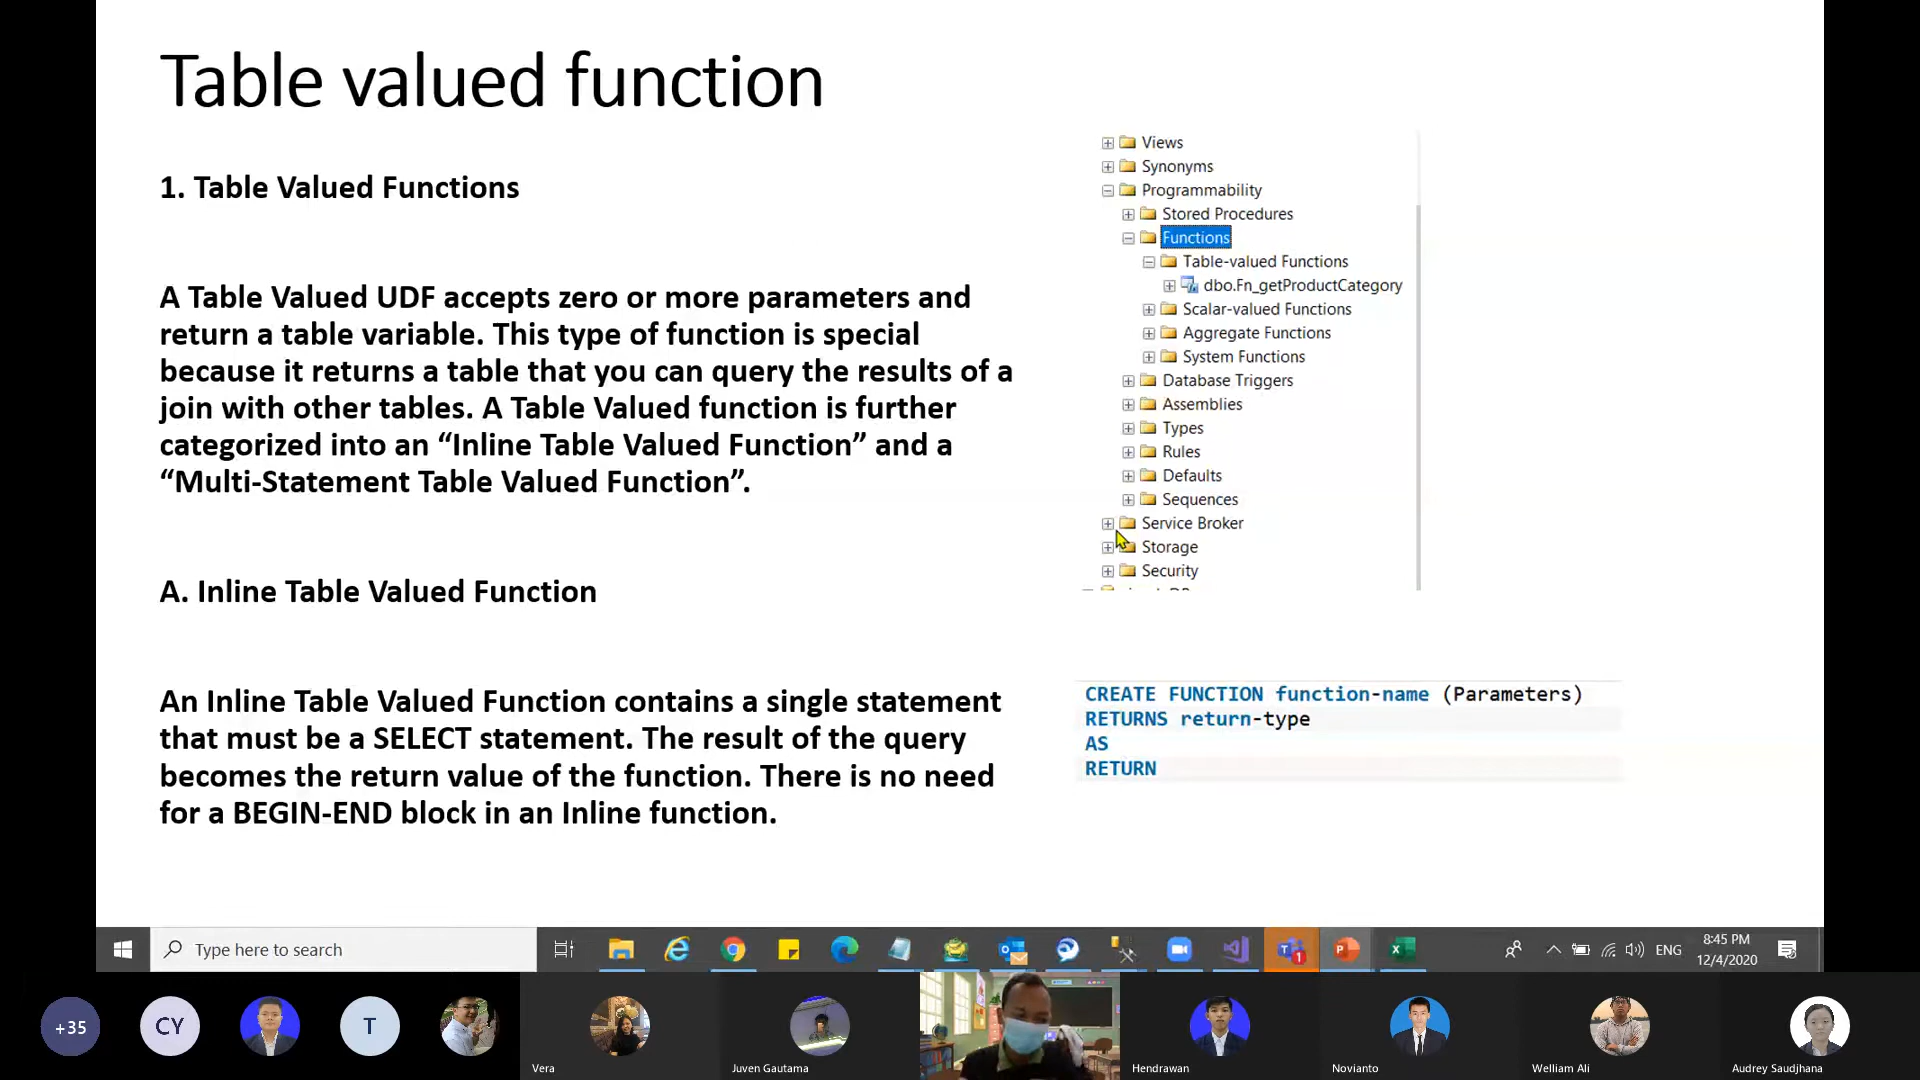 Table valued function
1. Table Valued Functions
A Table Valued UDF accepts zero or more parameters and
return a table variable. This type of function is special
because it returns a table that you can query the results of a
join with other tables. A Table Valued function is further
categorized into an “Inline Table Valued Function” and a
“Multi-Statement Table Valued Function”.
A. Inline Table Valued Function
An Inline Table Valued Function contains a single statement
that must be a SELECT statement. The result of the query
becomes the return value of the function. There is no need
for a BEGIN-END block in an Inline function.
Views
Synonyms
Programmability
Stored Procedures
Functions
Table-valued Functions
dbo.Fn_getProductCategory
Scalar-valued Functions
Aggregate Functions
System Functions
Database Triggers
Assemblies
Types
Rules
Defaults
Sequences
Service Broker
Storage
Security
CREATE FUNCTION function-name (Parameters)
RETURNS return-type
AS
RETURN
Type here to search
ENG
8:45 PM
12/4/2020
+35
CY
T
Vera
Juven Gautama
Hendrawan
Novianto
Welliam Ali
Audrey Saudjhana